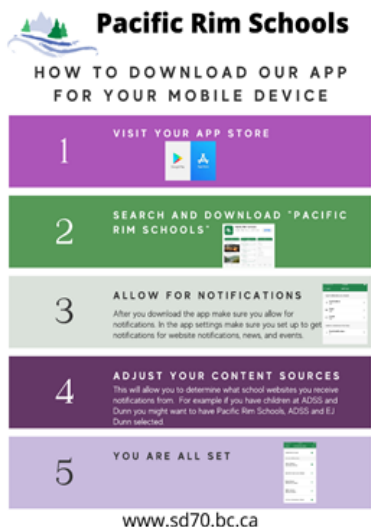 Pacific Rim Schools
HOW TO DOWNLOAD OUR APP
FOR YOUR MOBILE DEVICE
1
VISIT YOUR APP STORE
2
SEARCH AND DOWNLOAD "PACIFIC
RIM SCHOOLS"
3
ALLOW FOR NOTIFICATIONS
After you download the app make sure you allow for
notifications. In the app settings make sure you set up to get
notifications for website notifications, news, and events.
4
ADJUST YOUR CONTENT SOURCES
This will allow you to determine what school websites you receive
notifications from. For example if you have children at ADSS and
Dunn you might want to have Pacific Rim Schools, ADSS and EJ
Dunn selected.
5
YOU ARE ALL SET
www.sd70.bc.ca